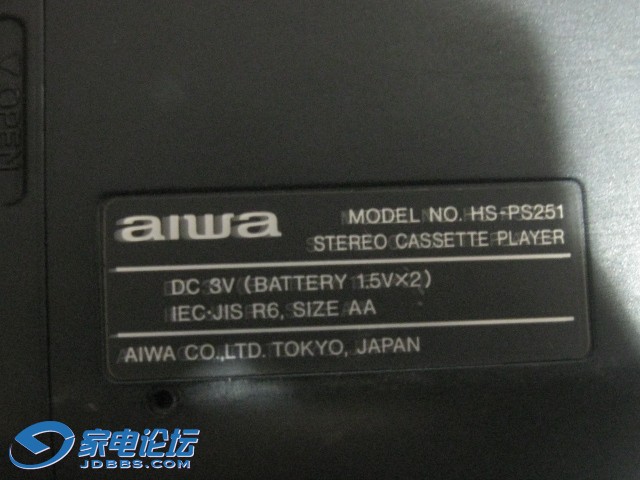 OPEN
aiwa
MODEL NO. HS-PS251
STEREO CASSETTE PLAYER
DC 3V (BATTERY 1.5V×2)
IEC·JIS R6, SIZE AA
AIWA CO.,LTD. TOKYO, JAPAN
家电论坛
JDBBS.COM